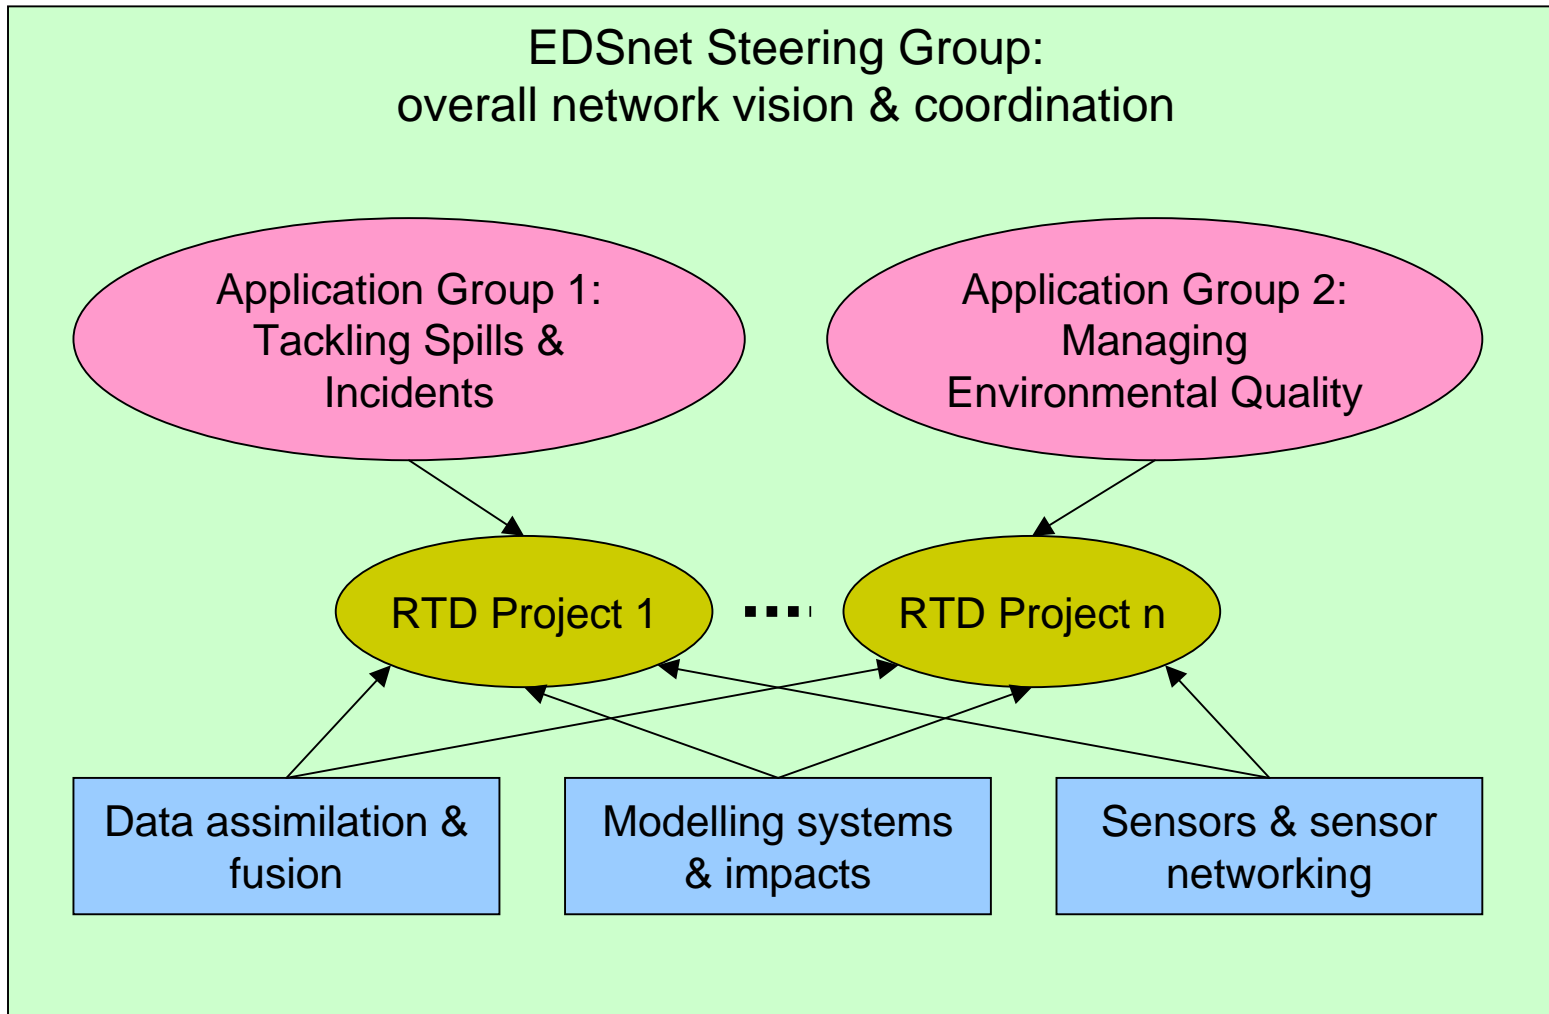 EDSnet Steering Group:
overall network vision & coordination
Application Group 1:
Tackling Spills &
Incidents
Application Group 2:
Managing
Environmental Quality
RTD Project 1
RTD Project n
Data assimilation &
fusion
Modelling systems
& impacts
Sensors & sensor
networking